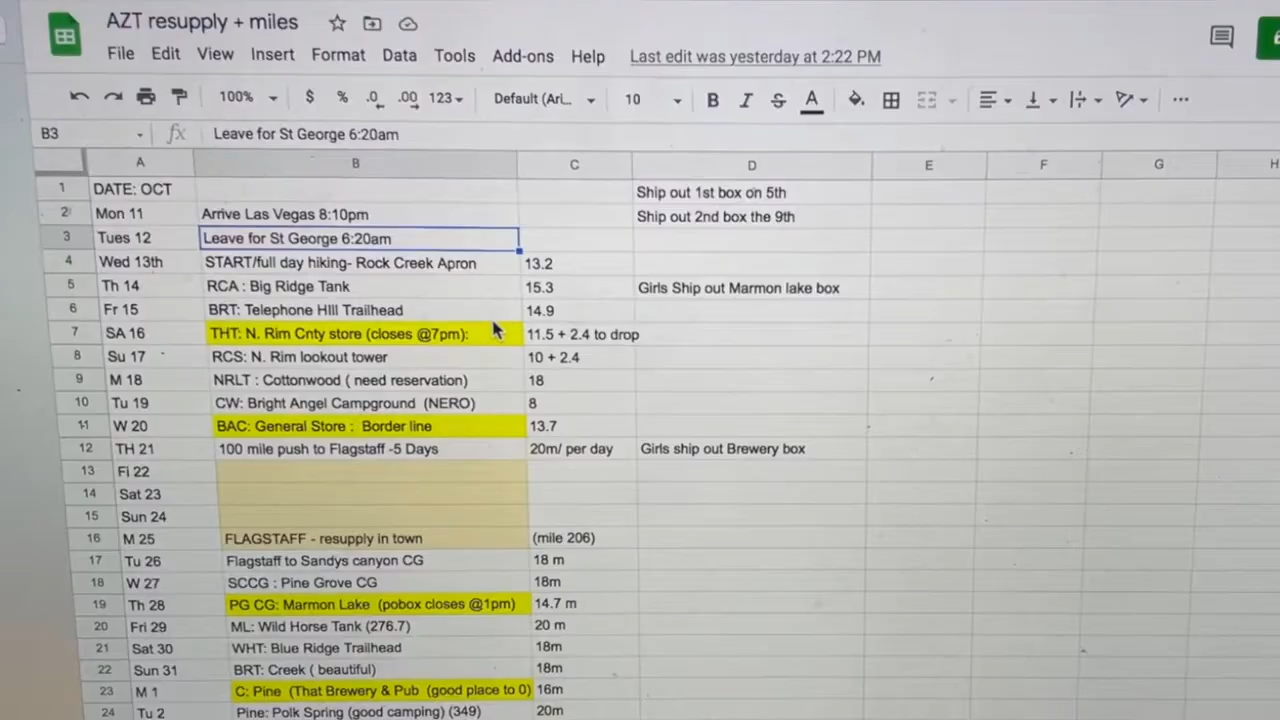 AZT resupply + miles
File Edit View Insert Format Data Tools Add-ons Help Last edit was yesterday at 2:22 PM
100% $ % .0 .00 123 Default (Ari... 10 B I S A ...
B3 fx Leave for St George 6:20am
A B C D E F G H
1 DATE: OCT Ship out 1st box on 5th
2 Mon 11 Arrive Las Vegas 8:10pm Ship out 2nd box the 9th
3 Tues 12 Leave for St George 6:20am
4 Wed 13th START/full day hiking- Rock Creek Apron 13.2
5 Th 14 RCA : Big Ridge Tank 15.3 Girls Ship out Marmon lake box
6 Fr 15 BRT: Telephone HIll Trailhead 14.9
7 SA 16 THT: N. Rim Cnty store (closes @7pm): 11.5 + 2.4 to drop
8 Su 17 RCS: N. Rim lookout tower 10 + 2.4
9 M 18 NRLT : Cottonwood ( need reservation) 18
10 Tu 19 CW: Bright Angel Campground (NERO) 8
11 W 20 BAC: General Store : Border line 13.7
12 TH 21 100 mile push to Flagstaff -5 Days 20m/ per day Girls ship out Brewery box
13 Fi 22
14 Sat 23
15 Sun 24
16 M 25 FLAGSTAFF - resupply in town (mile 206)
17 Tu 26 Flagstaff to Sandys canyon CG 18 m
18 W 27 SCCG : Pine Grove CG 18m
19 Th 28 PG CG: Marmon Lake (pobox closes @1pm) 14.7 m
20 Fri 29 ML: Wild Horse Tank (276.7) 20 m
21 Sat 30 WHT: Blue Ridge Trailhead 18m
22 Sun 31 BRT: Creek ( beautiful) 18m
23 M 1 C: Pine (That Brewery & Pub (good place to 0) 16m
24 Tu 2 Pine: Polk Spring (good camping) (349) 20m